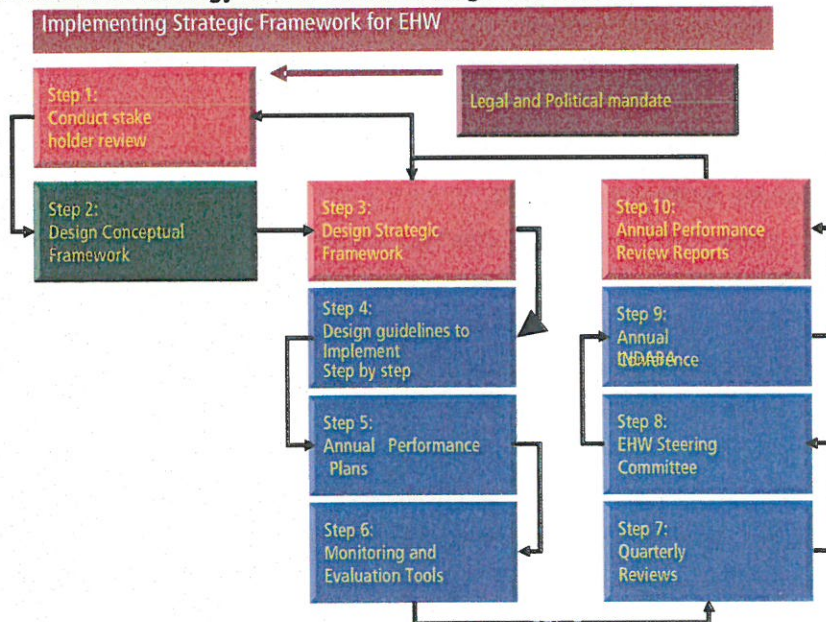 Implementing Strategic Framework for EHW
Legal and Political mandate
Step 1:
Conduct stake
holder review
Step 2:
Design Conceptual
Framework
Step 3:
Design Strategic
Framework
Step 4:
Design guidelines to
Implement
Step by step
Step 5:
Annual Performance
Plans
Step 6:
Monitoring and
Evaluation Tools
Step 7:
Quarterly
Reviews
Step 8:
EHW Steering
Committee
Step 9:
Annual
INDABA
Conference
Step 10:
Annual Performance
Review Reports